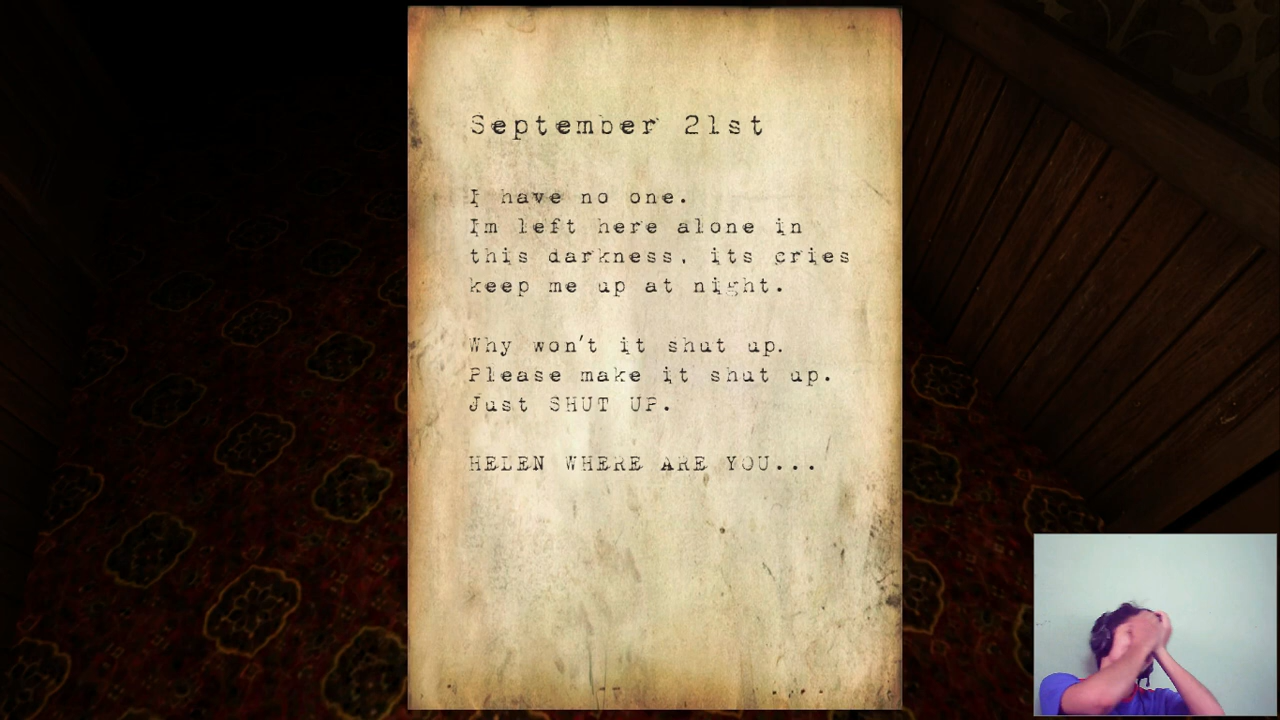 September 21st
I have no one.
Im left here alone in
this darkness, its cries
keep me up at night.
Why won't it shut up.
Please make it shut up.
Just SHUT UP.
HELEN WHERE ARE YOU...